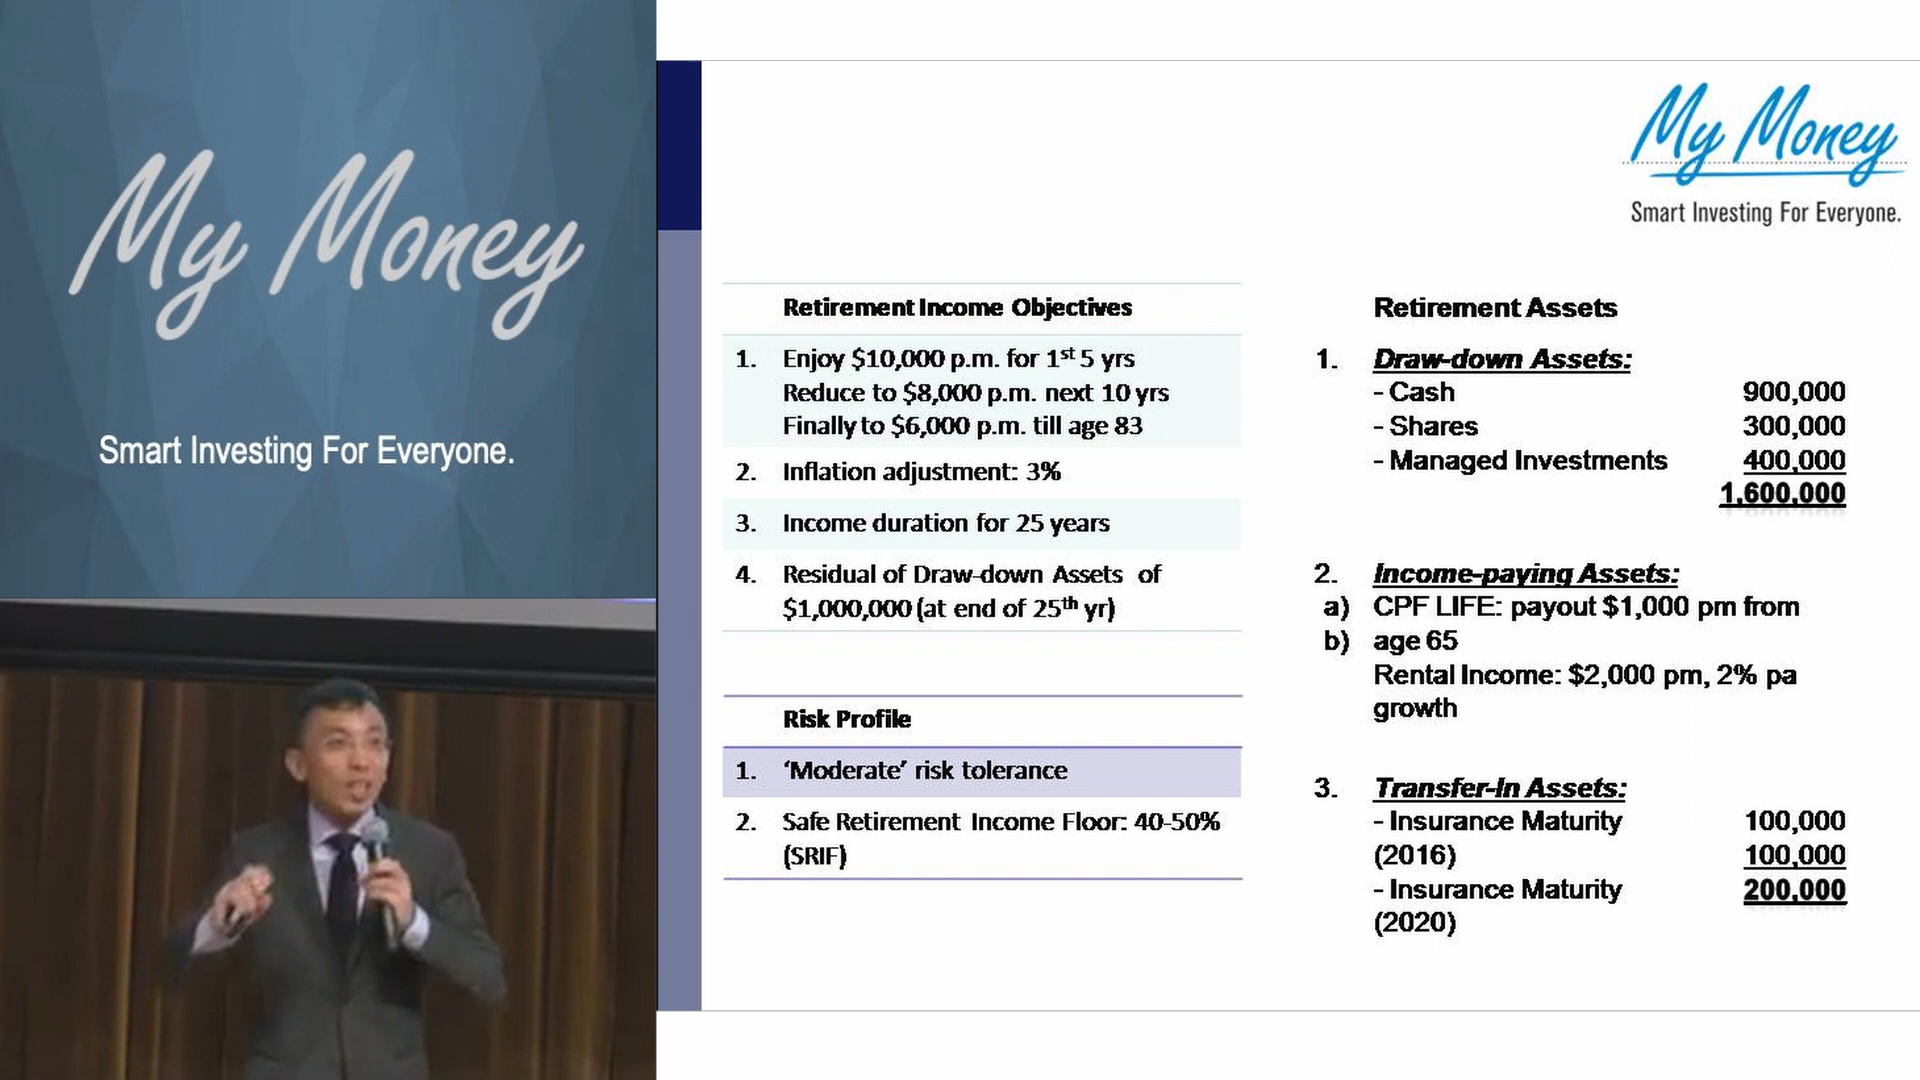 My Money
Smart Investing For Everyone.
My Money
Smart Investing For Everyone.
Retirement Income Objectives
1. Enjoy $10,000 p.m. for 1st 5 yrs
Reduce to $8,000 p.m. next 10 yrs
Finally to $6,000 p.m. till age 83
2. Inflation adjustment: 3%
3. Income duration for 25 years
4. Residual of Draw-down Assets of
$1,000,000 (at end of 25th yr)
Risk Profile
1. ‘Moderate’ risk tolerance
2. Safe Retirement Income Floor: 40-50%
(SRIF)
Retirement Assets
1. Draw-down Assets:
- Cash 900,000
- Shares 300,000
- Managed Investments 400,000
1,600,000
2. Income-paying Assets:
a) CPF LIFE: payout $1,000 pm from
b) age 65
Rental Income: $2,000 pm, 2% pa
growth
3. Transfer-In Assets:
- Insurance Maturity 100,000
(2016) 100,000
- Insurance Maturity 200,000
(2020)